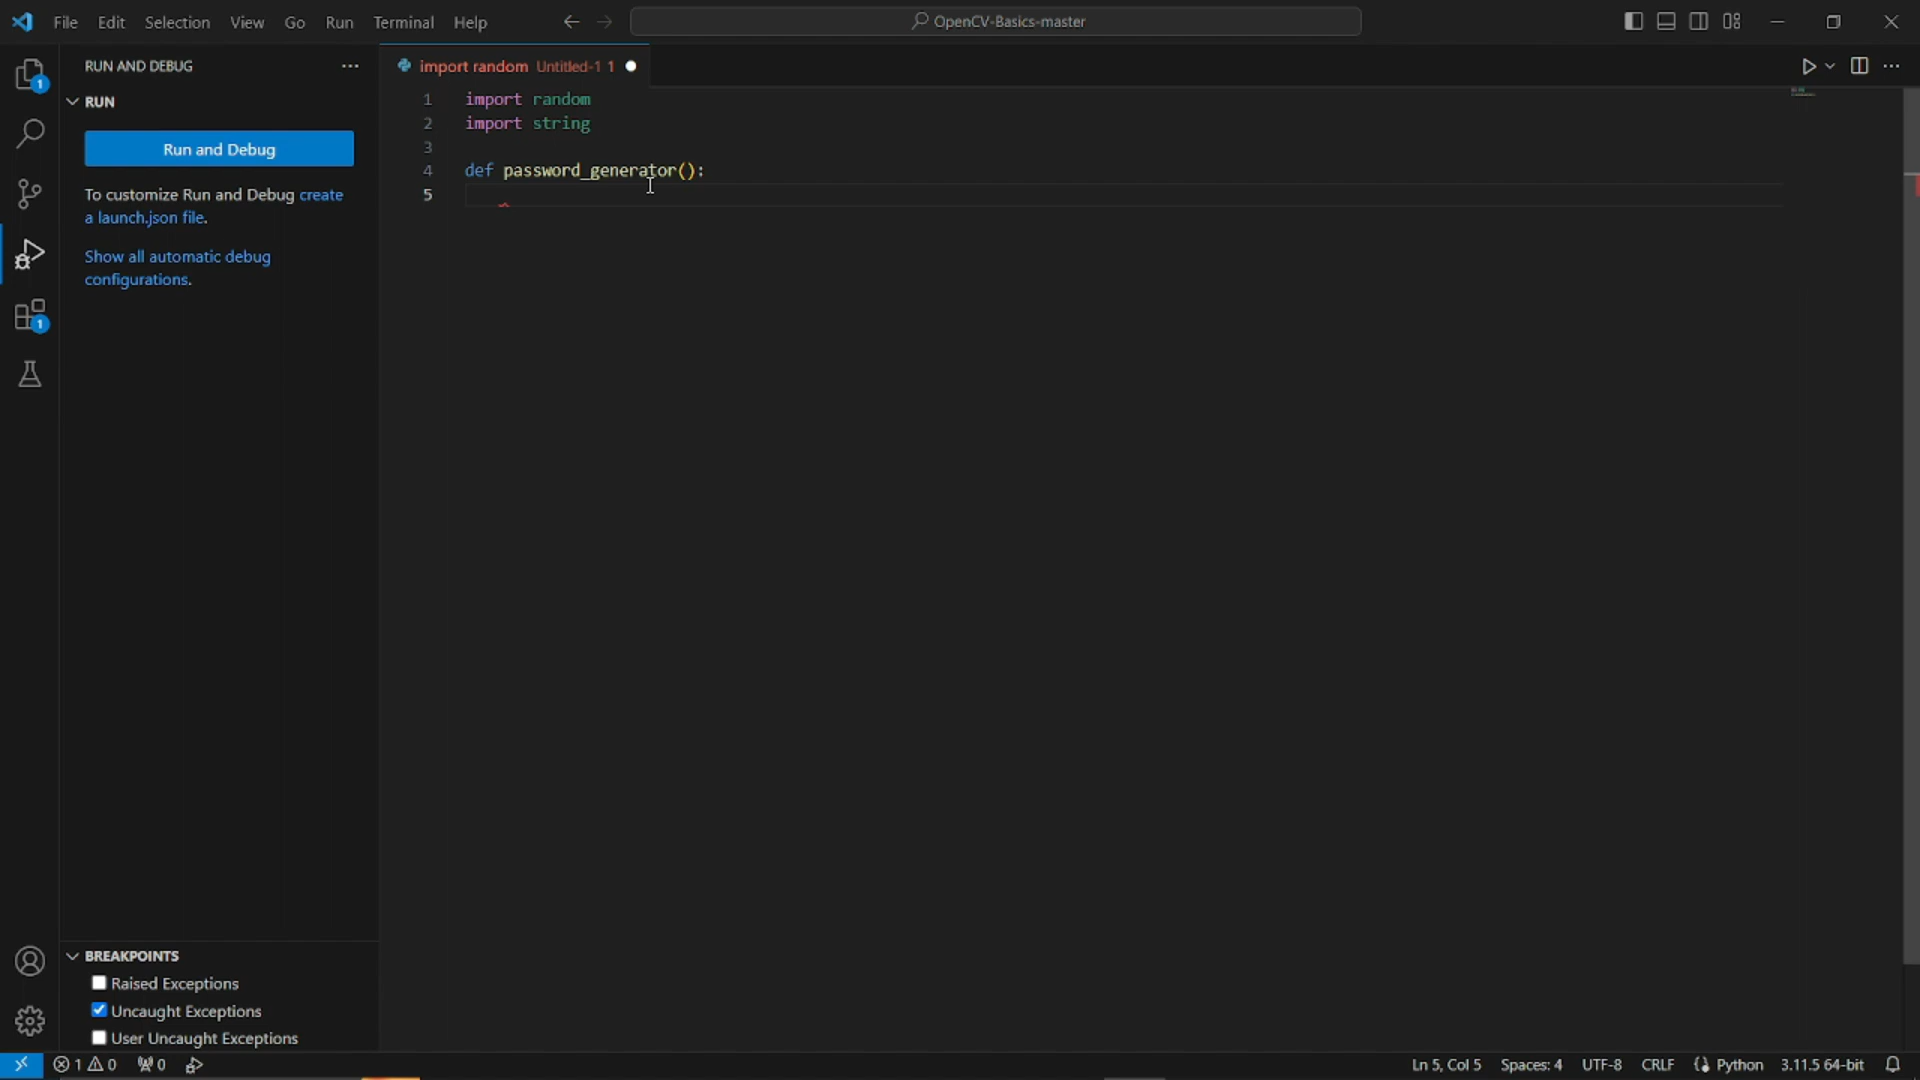 File Edit Selection View Go Run Terminal Help
OpenCV-Basics-master
RUN AND DEBUG
RUN
Run and Debug
To customize Run and Debug create
a launch.json file.
Show all automatic debug
configurations.
import random Untitled-1 1
1 import random
2 import string
3
4 def password_generator():
5
1
1
BREAKPOINTS
Raised Exceptions
Uncaught Exceptions
User Uncaught Exceptions
1 0 0
Ln 5, Col 5 Spaces: 4 UTF-8 CRLF Python 3.11.5 64-bit